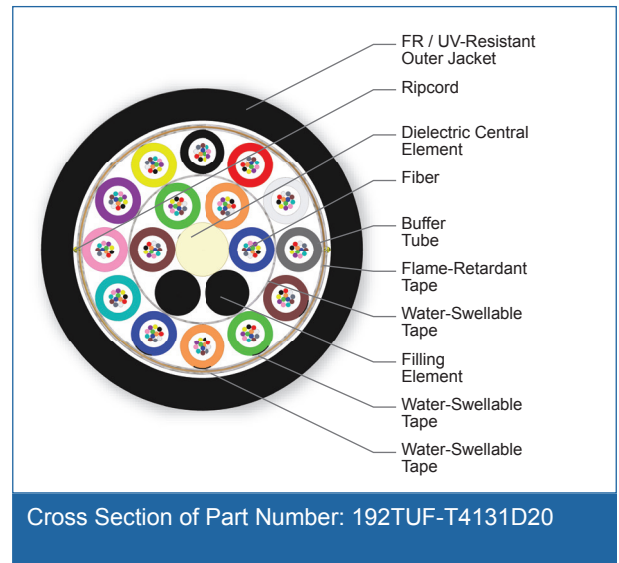 FR / UV-Resistant
Outer Jacket
Ripcord
Dielectric Central
Element
Fiber
Buffer
Tube
Flame-Retardant
Tape
Water-Swellable
Tape
Filling
Element
Water-Swellable
Tape
Water-Swellable
Tape
Cross Section of Part Number: 192TUF-T4131D20